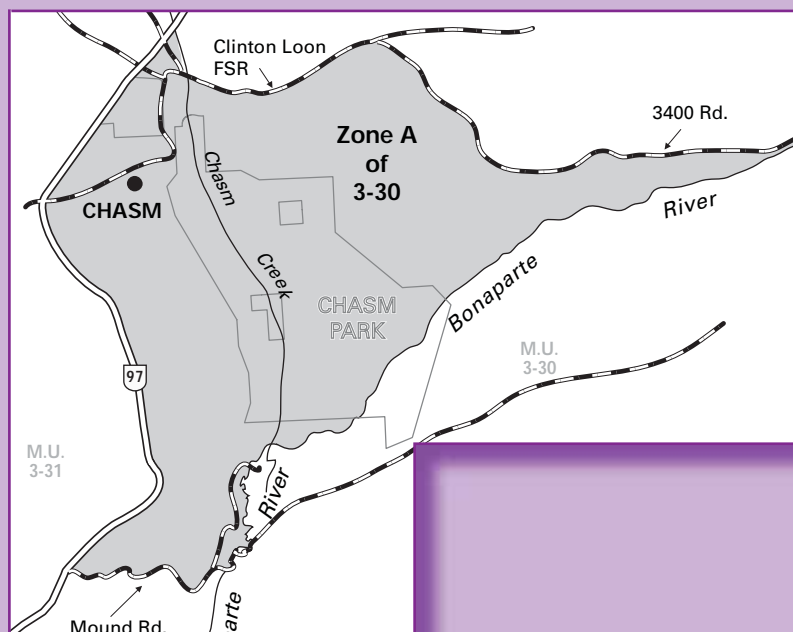 Clinton Loon
FSR
3400 Rd.
Zone A
of
3-30
Chasm
Creek
CHASM
River
Bonaparte
CHASM
PARK
M.U.
3-30
97
M.U.
3-31
River
arte
Mound Rd.